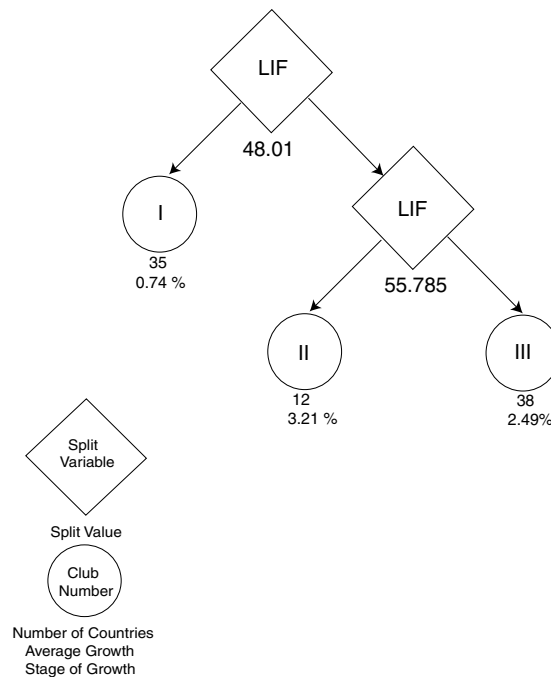 LIF
48.01
I
35
0.74 %
LIF
55.785
II
12
3.21 %
III
38
2.49%
Split
Variable
Split Value
Club
Number
Number of Countries
Average Growth
Stage of Growth